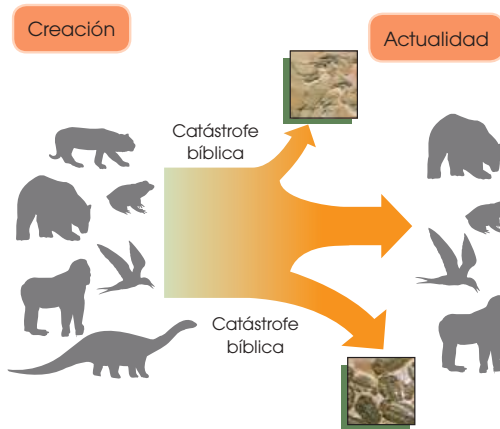 Creación
Actualidad
Catástrofe
bíblica
Catástrofe
bíblica